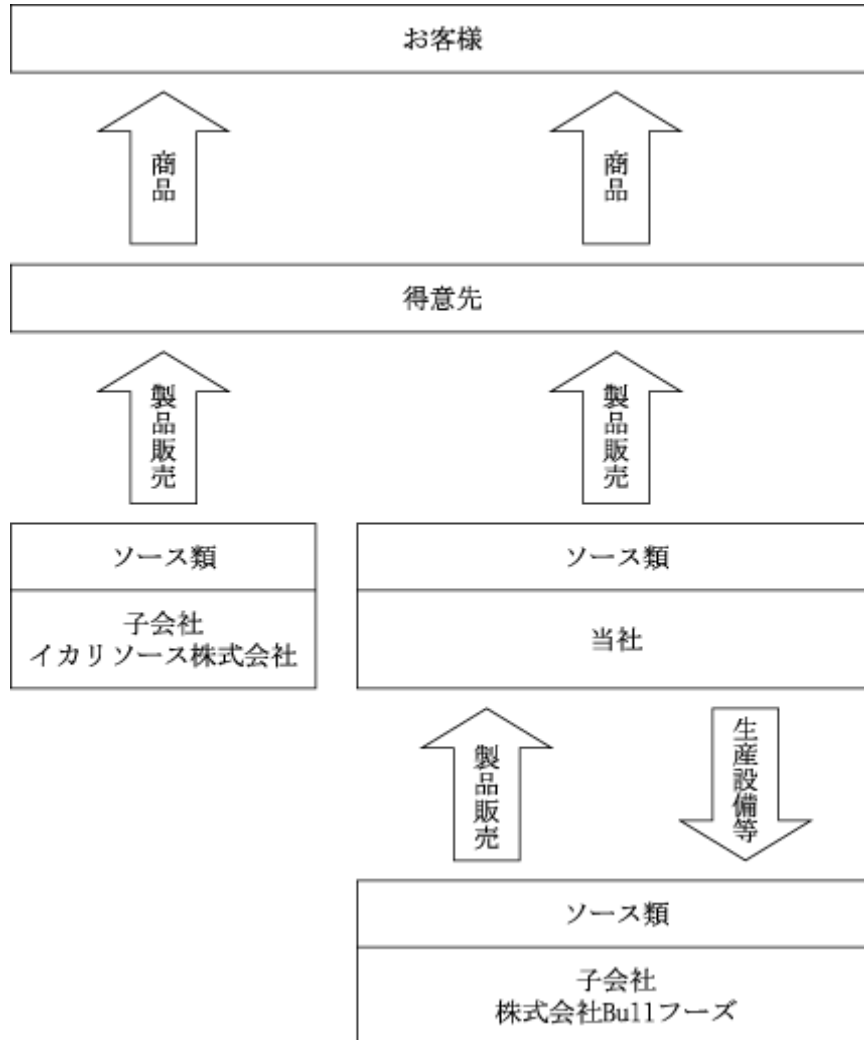 お客様
商品
商品
得意先
製品販売
製品販売
ソース類
ソース類
子会社
イカリソース株式会社
当社
製品販売
生産設備等
ソース類
子会社
株式会社Bullフーズ